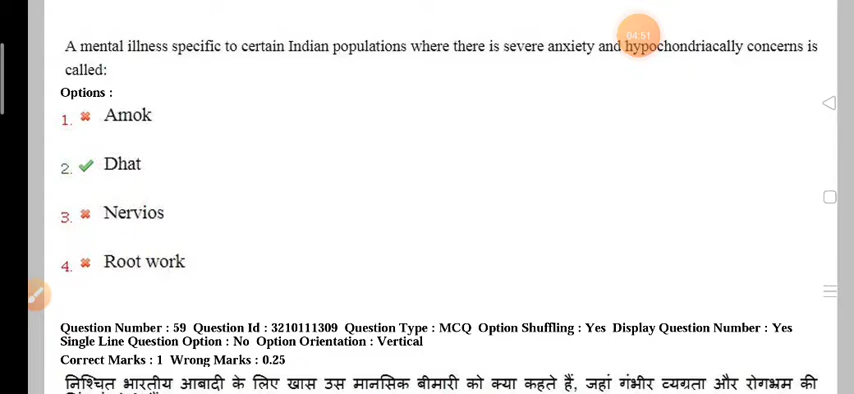 04:51
A mental illness specific to certain Indian populations where there is severe anxiety and hypochondriacally concerns is
called:
Options :
1. Amok
2. Dhat
3. Nervios
4. Root work
Question Number : 59 Question Id : 3210111309 Question Type : MCQ Option Shuffling : Yes Display Question Number : Yes
Single Line Question Option : No Option Orientation : Vertical
Correct Marks : 1 Wrong Marks : 0.25
निश्चित भारतीय आबादी के लिए खास उस मानसिक बीमारी को क्या कहते हैं, जहां गंभीर व्यग्रता और रोगभ्रम की